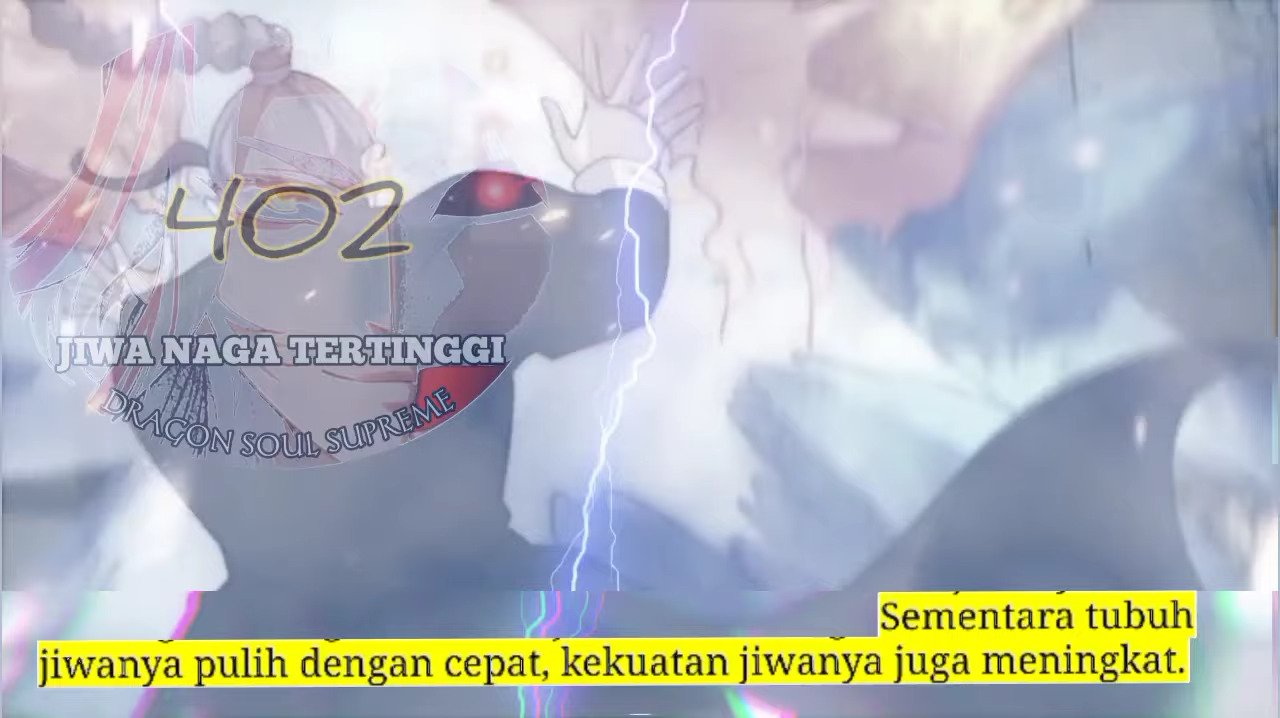 402
JIWA NAGA TERTINGGI
DRAGON SOUL SUPREME
Sementara tubuh
jiwanya pulih dengan cepat, kekuatan jiwanya juga meningkat.